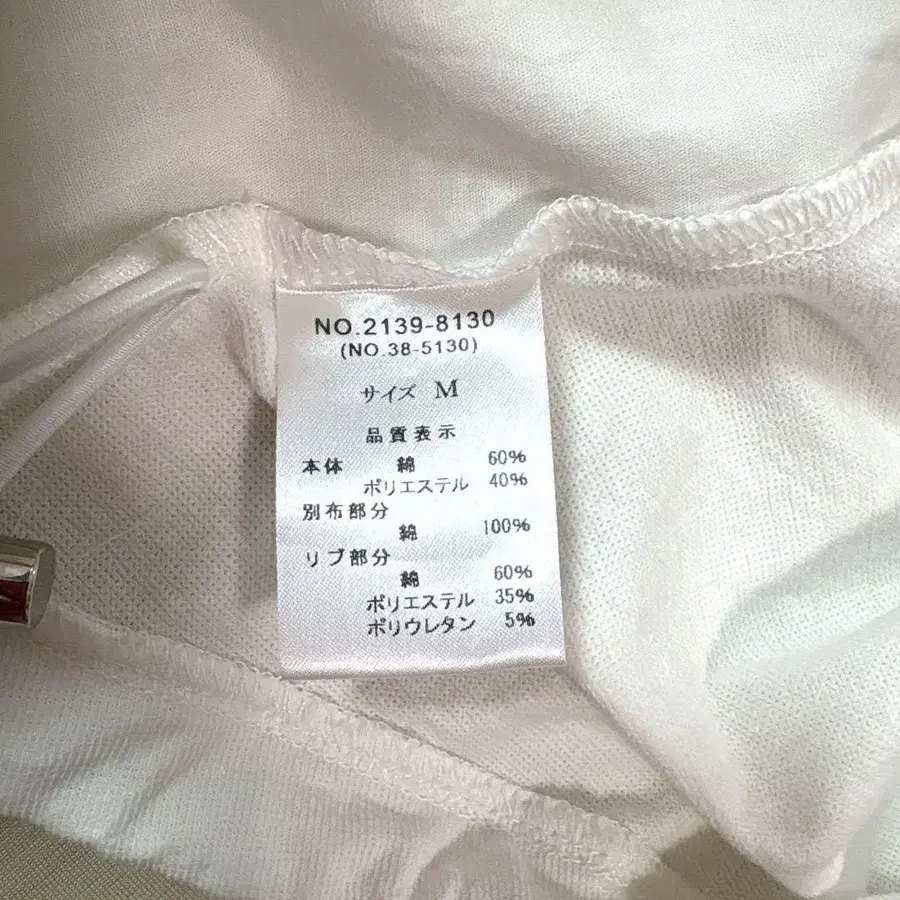 NO.2139-8130
(NO.38-5130)
サイズ M
品質表示
本体 綿 60%
ポリエステル 40%
別布部分
綿 100%
リブ部分
綿 60%
ポリエステル 35%
ポリウレタン 5%